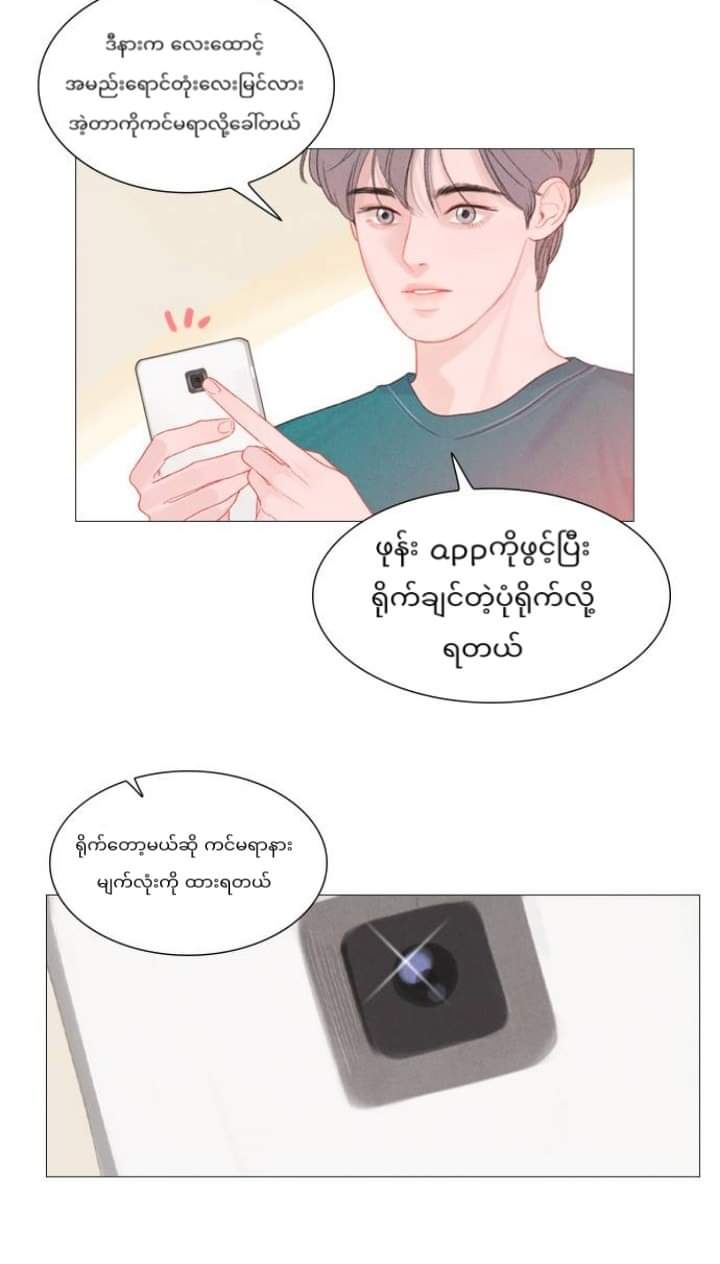 ဒီနားက လေးထောင့်
အမည်းရောင်တုံးလေးမြင်လား
အဲ့တာကိုကင်မရာလို့ခေါ်တယ်
ဖုန်း appကိုဖွင့်ပြီး
ရိုက်ချင်တဲ့ပုံရိုက်လို့
ရတယ်
ရိုက်တော့မယ်ဆို ကင်မရာနား
မျက်လုံးကို ထားရတယ်